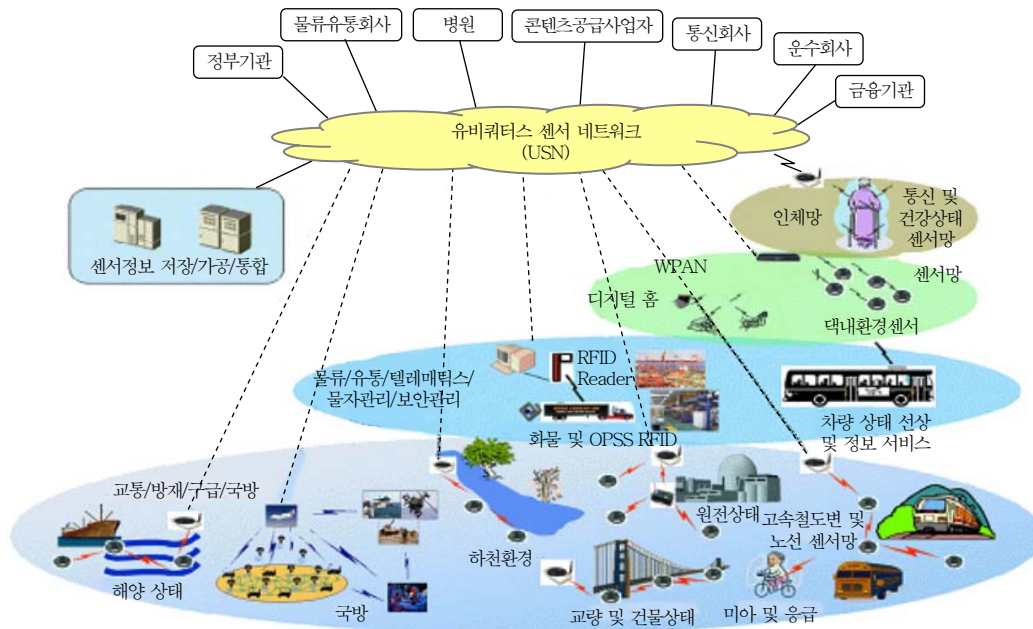 물류유통회사
병원
콘텐츠공급사업자
통신회사
정부기관
운수회사
금융기관
유비쿼터스 센서 네트워크
(USN)
센서정보 저장/가공/통합
인체망
통신 및
건강상태
센서망
WPAN
센서망
디지털 홈
댁내환경센서
RFID
Reader
물류/유통/텔레매틱스/
물자관리/보안관리
화물 및 OPSS RFID
차량 상태 선상
및 정보 서비스
교통/방재/구급/국방
원전상태
고속철도변 및
노선 센서망
하천환경
해양 상태
국방
교량 및 건물상태
미아 및 응급